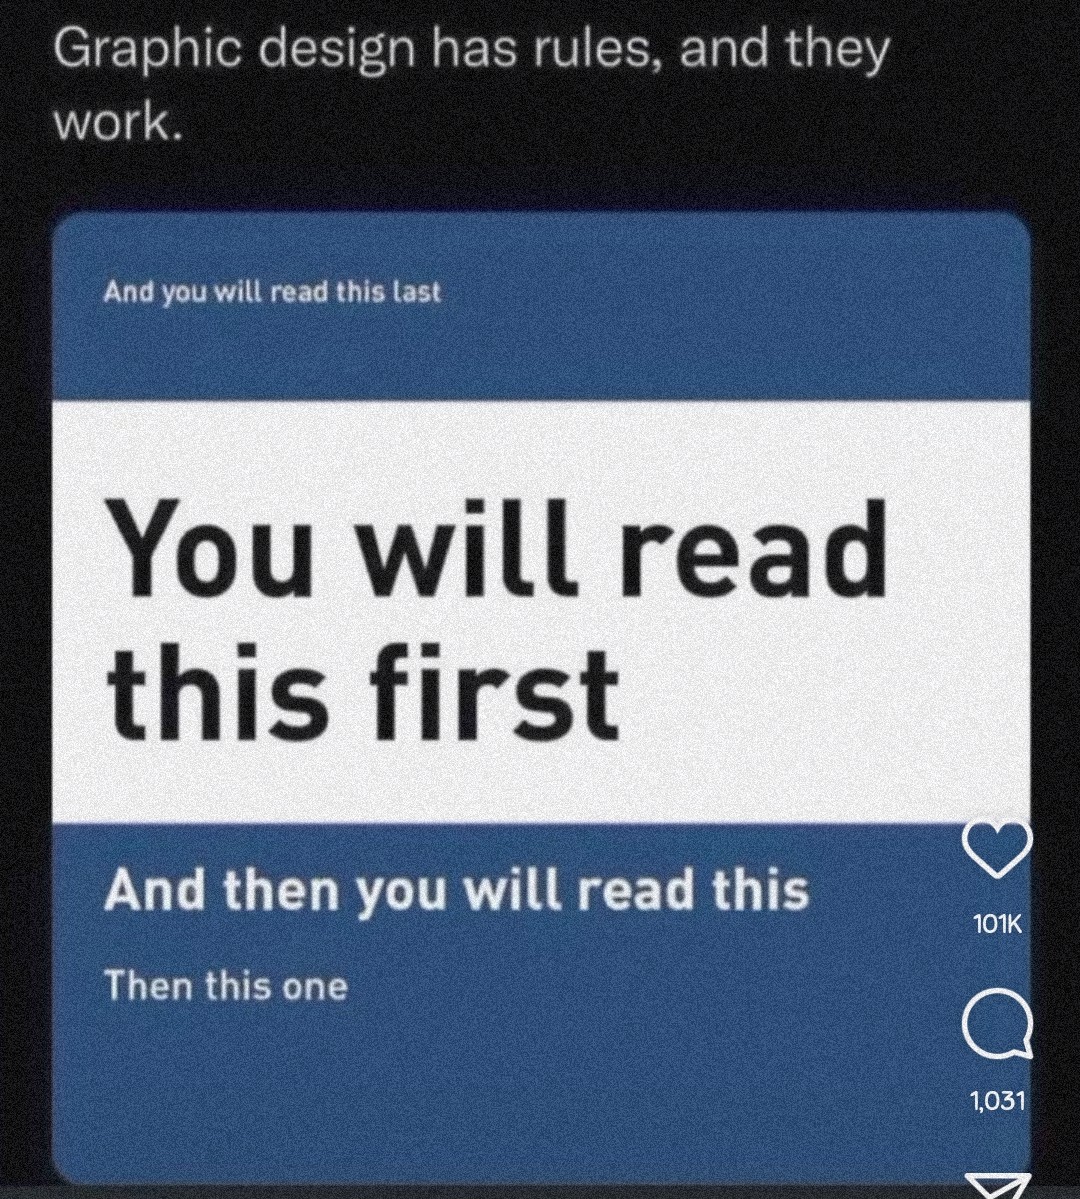 Graphic design has rules, and they
work.
And you will read this last
You will read
this first
And then you will read this
Then this one
101K
1,031